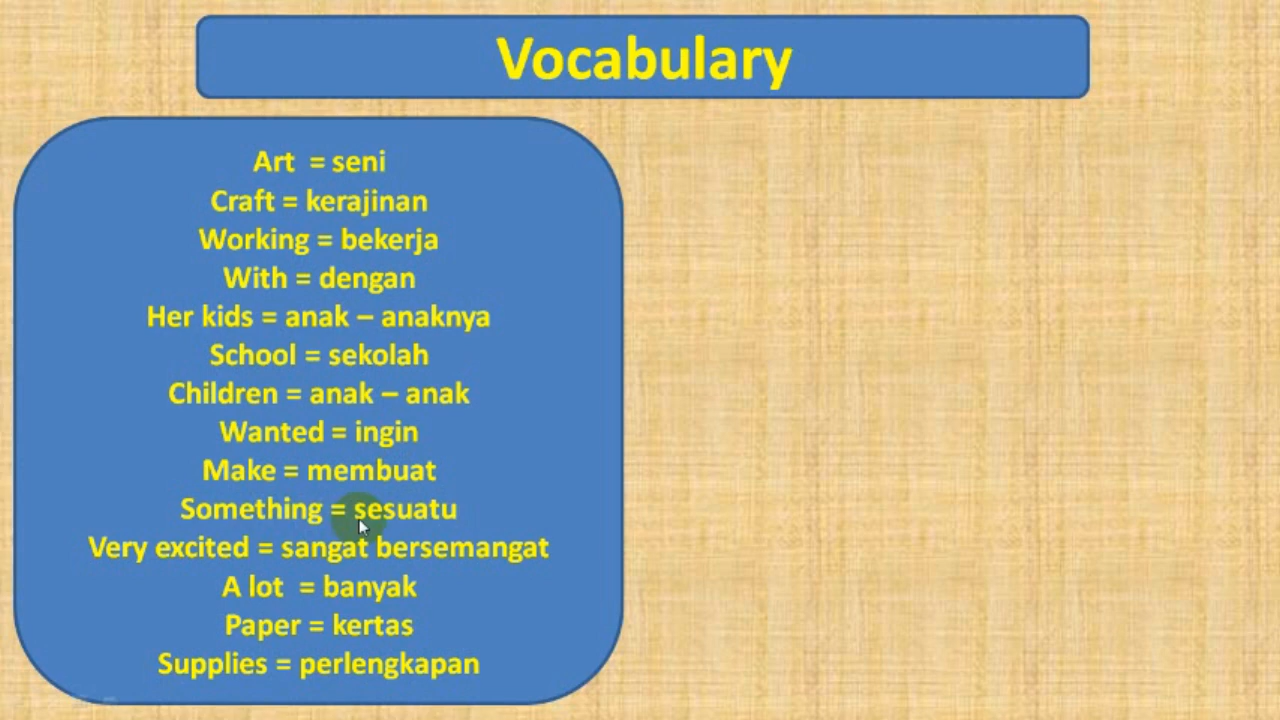 Vocabulary
Art = seni
Craft = kerajinan
Working = bekerja
With = dengan
Her kids = anak – anaknya
School = sekolah
Children = anak – anak
Wanted = ingin
Make = membuat
Something = sesuatu
Very excited = sangat bersemangat
A lot = banyak
Paper = kertas
Supplies = perlengkapan